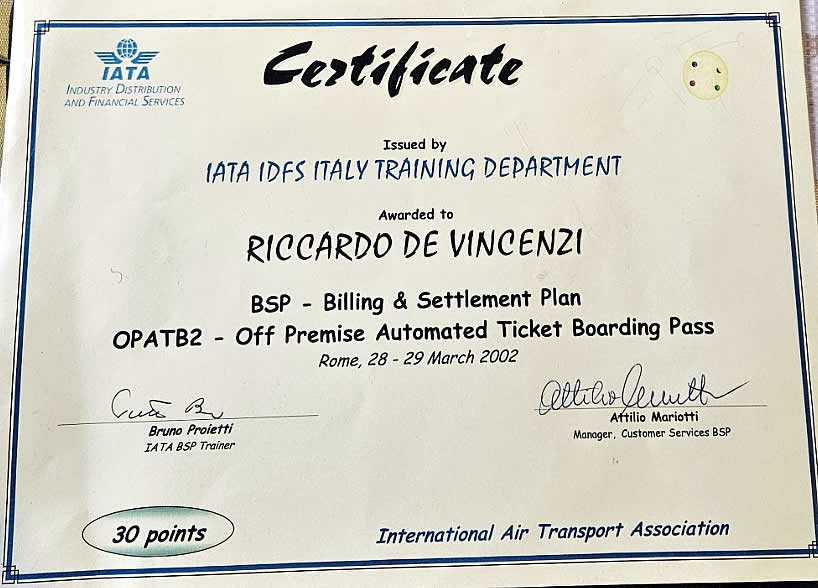 IATA
INDUSTRY DISTRIBUTION
AND FINANCIAL SERVICES
Certificate
Issued by
IATA IDFS ITALY TRAINING DEPARTMENT
Awarded to
RICCARDO DE VINCENZI
BSP - Billing & Settlement Plan
OPATB2 - Off Premise Automated Ticket Boarding Pass
Rome, 28 - 29 March 2002
Bruno Proietti
IATA BSP Trainer
Attilio Mariotti
Manager, Customer Services BSP
30 points
International Air Transport Association